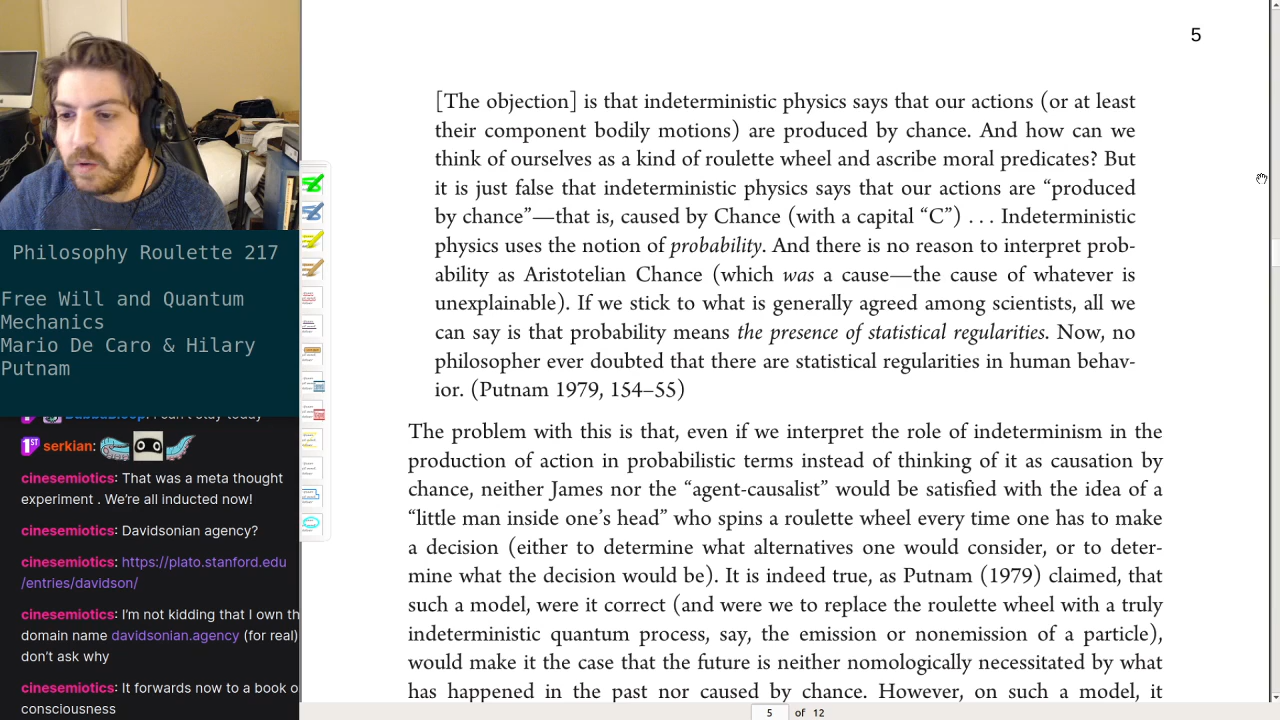 Philosophy Roulette 217
Free Will and Quantum
Mechanics
Mario De Caro & Hilary
Putnam
serkian:
cinesemiotics: That was a meta thought
experiment . We're all inducted now!
cinesemiotics: Davidsonian agency?
cinesemiotics: https://plato.stanford.edu
/entries/davidson/
cinesemiotics: I'm not kidding that I own th
domain name davidsonian.agency (for real)
don't ask why
cinesemiotics: It forwards now to a book o
consciousness
5
[The objection] is that indeterministic physics says that our actions (or at least
their component bodily motions) are produced by chance. And how can we
think of ourselves as a kind of roulette wheel and ascribe moral predicates? But
it is just false that indeterministic physics says that our actions are “produced
by chance”—that is, caused by Chance (with a capital “C”) . . . Indeterministic
physics uses the notion of probability. And there is no reason to interpret prob-
ability as Aristotelian Chance (which was a cause—the cause of whatever is
unexplainable). If we stick to what is generally agreed among scientists, then all
can say is that probability means the presence of statistical regularities. Now, no
philosopher ever doubted that there are statistical regularities in human behav-
ior. (Putnam 1979, 154–55)
The problem with this is that, even if we interpret the role of indeterminism in the
production of action in probabilistic terms instead of thinking of it as causation by
chance, neither James nor the “agent causalists” would be satisfied with the idea of a
“little man inside one’s head” who uses a roulette wheel every time one has to make
a decision (either to determine what alternatives one would consider, or to deter-
mine what the decision would be). It is indeed true, as Putnam (1979) claimed, that
such a model, were it correct (and were we to replace the roulette wheel with a truly
indeterministic quantum process, say, the emission or nonemission of a particle),
would make it the case that the future is neither nomologically necessitated by what
has happened in the past nor caused by chance. However, on such a model, it
5 of 12